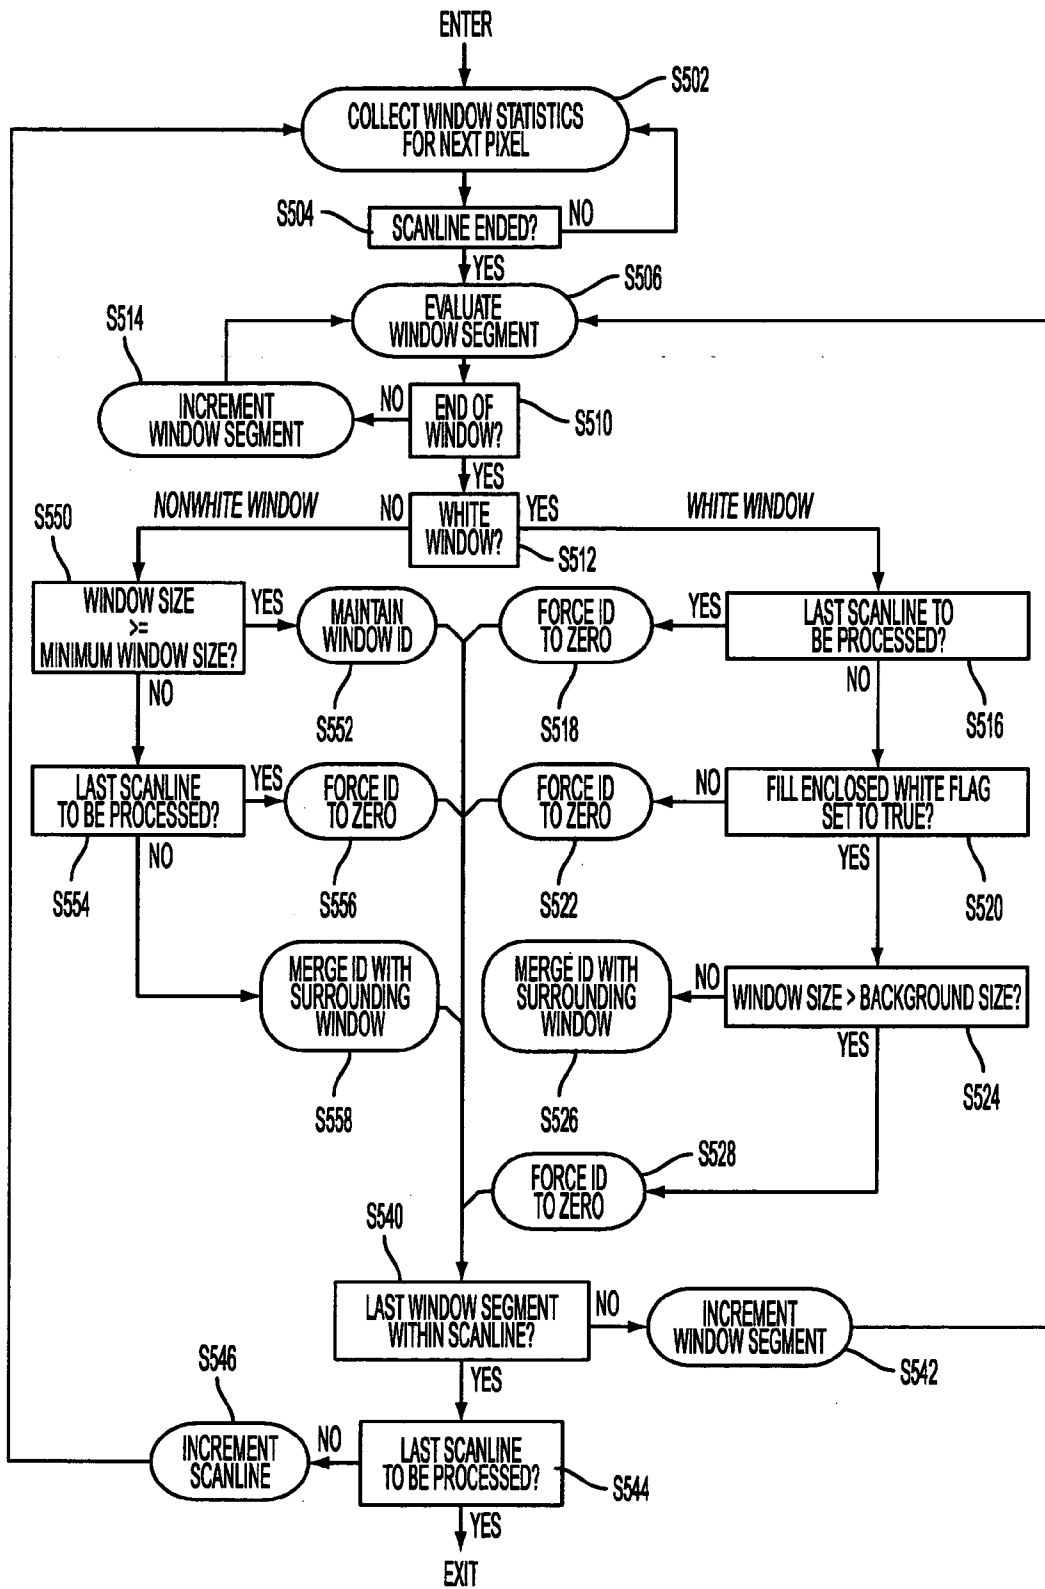 ENTER
S502
COLLECT WINDOW STATISTICS
FOR NEXT PIXEL
S504
SCANLINE ENDED?
NO
YES
S506
EVALUATE
WINDOW SEGMENT
S514
INCREMENT
WINDOW SEGMENT
NO
END OF
WINDOW?
S510
YES
NONWHITE WINDOW
NO
WHITE
WINDOW?
YES
WHITE WINDOW
S512
S550
WINDOW SIZE
>=
MINIMUM WINDOW SIZE?
YES
MAINTAIN
WINDOW ID
S552
NO
FORCE ID
TO ZERO
S518
YES
LAST SCANLINE TO
BE PROCESSED?
S516
NO
LAST SCANLINE
TO BE PROCESSED?
S554
YES
FORCE ID
TO ZERO
S556
NO
FORCE ID
TO ZERO
S522
NO
FILL ENCLOSED WHITE FLAG
SET TO TRUE?
S520
YES
MERGE ID WITH
SURROUNDING
WINDOW
S558
MERGE ID WITH
SURROUNDING
WINDOW
S526
NO
WINDOW SIZE > BACKGROUND SIZE?
S524
YES
FORCE ID
TO ZERO
S528
S540
LAST WINDOW SEGMENT
WITHIN SCANLINE?
NO
INCREMENT
WINDOW SEGMENT
S542
YES
S546
INCREMENT
SCANLINE
NO
LAST SCANLINE
TO BE PROCESSED?
S544
YES
EXIT